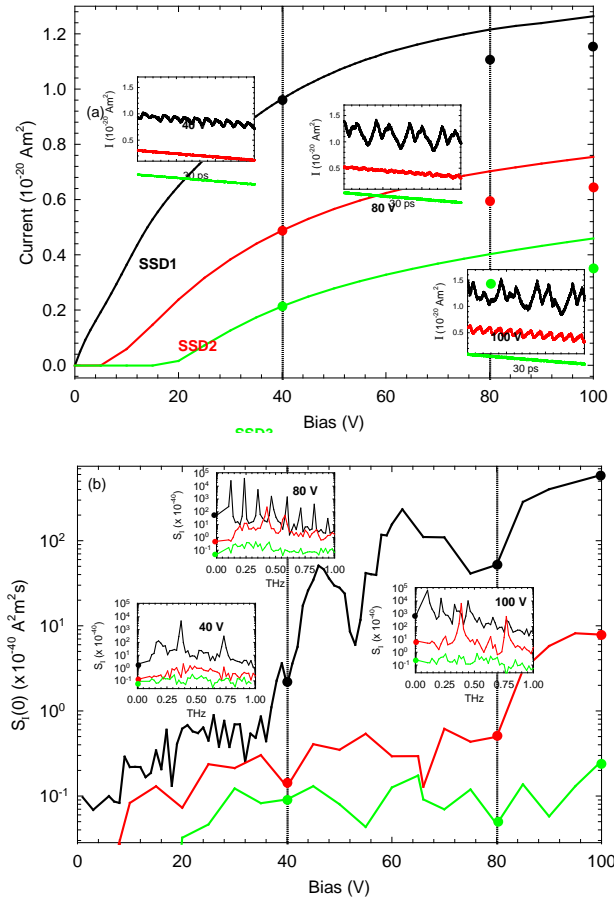 1.2
1.0
0.8
0.6
0.4
0.2
0.0
Current (10⁻²⁰ Am²)
(a)
I (10⁻²⁰ Am²)
1.5
1.0
0.5
40 V
30 ps
I (10⁻²⁰ Am²)
1.5
1.0
0.5
80 V
30 ps
I (10⁻²⁰ Am²)
1.5
1.0
0.5
100 V
30 ps
SSD1
SSD2
SSD3
0 20 40 60 80 100
Bias (V)
(b)
S_I(0) (x10⁻⁴⁰ A²m²s)
10²
10¹
10⁰
10⁻¹
80 V
S_I (x 10⁻⁴⁰)
10⁵
10⁴
10³
10²
10¹
10⁰
10⁻¹
0.00 0.25 0.50 0.75 1.00
THz
40 V
S_I (x 10⁻⁴⁰)
10⁵
10⁴
10³
10²
10¹
10⁰
10⁻¹
0.00 0.25 0.50 0.75 1.00
THz
100 V
S_I (x 10⁻⁴⁰)
10⁵
10⁴
10³
10²
10¹
10⁰
10⁻¹
0.00 0.25 0.50 0.75 1.00
THz
0 20 40 60 80 100
Bias (V)